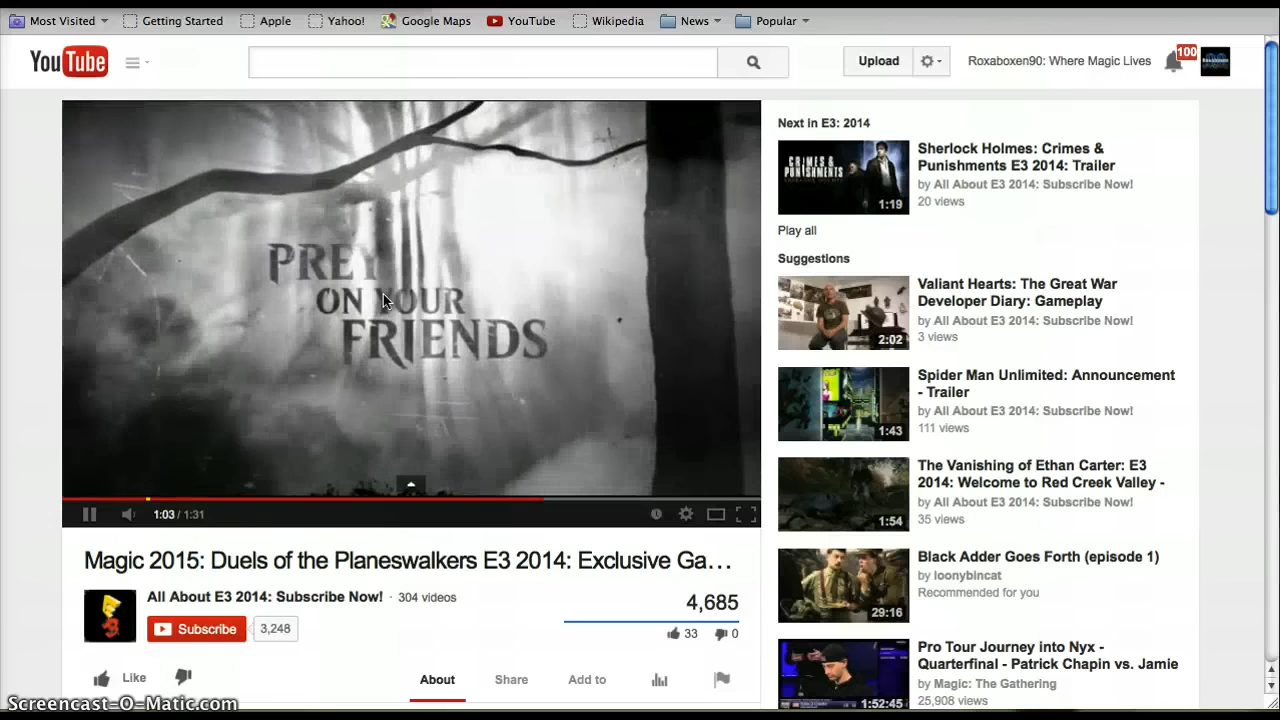 Most Visited
Getting Started
Apple
Yahoo!
Google Maps
YouTube
Wikipedia
News
Popular
YouTube
Upload
Roxaboxen90: Where Magic Lives
100
PREY
ON YOUR
FRIENDS
1:03 / 1:31
Magic 2015: Duels of the Planeswalkers E3 2014: Exclusive Ga...
All About E3 2014: Subscribe Now! · 304 videos
Subscribe
3,248
4,685
33
0
Like
About
Share
Add to
Next in E3: 2014
CRIMES &
PUNISHMENTS
1:19
Sherlock Holmes: Crimes &
Punishments E3 2014: Trailer
by All About E3 2014: Subscribe Now!
20 views
Play all
Suggestions
2:02
Valiant Hearts: The Great War
Developer Diary: Gameplay
by All About E3 2014: Subscribe Now!
3 views
1:43
Spider Man Unlimited: Announcement
- Trailer
by All About E3 2014: Subscribe Now!
111 views
1:54
The Vanishing of Ethan Carter: E3
2014: Welcome to Red Creek Valley -
by All About E3 2014: Subscribe Now!
35 views
29:16
Black Adder Goes Forth (episode 1)
by loonybincat
Recommended for you
1:52:45
Pro Tour Journey into Nyx -
Quarterfinal - Patrick Chapin vs. Jamie
by Magic: The Gathering
25,908 views
Screencast-O-Matic.com